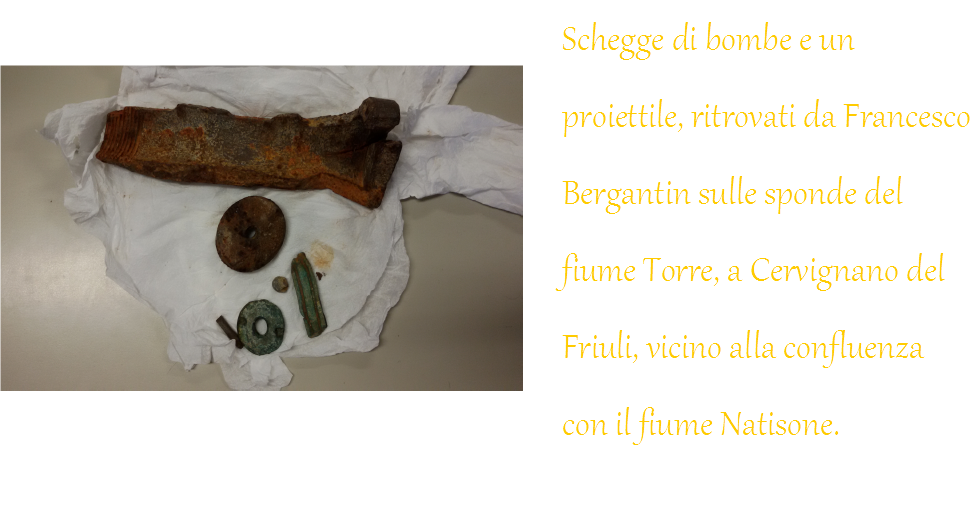 Schegge di bombe e un
proiettile, ritrovati da Francesco
Bergantin sulle sponde del
fiume Torre, a Cervignano del
Friuli, vicino alla confluenza
con il fiume Natisone.